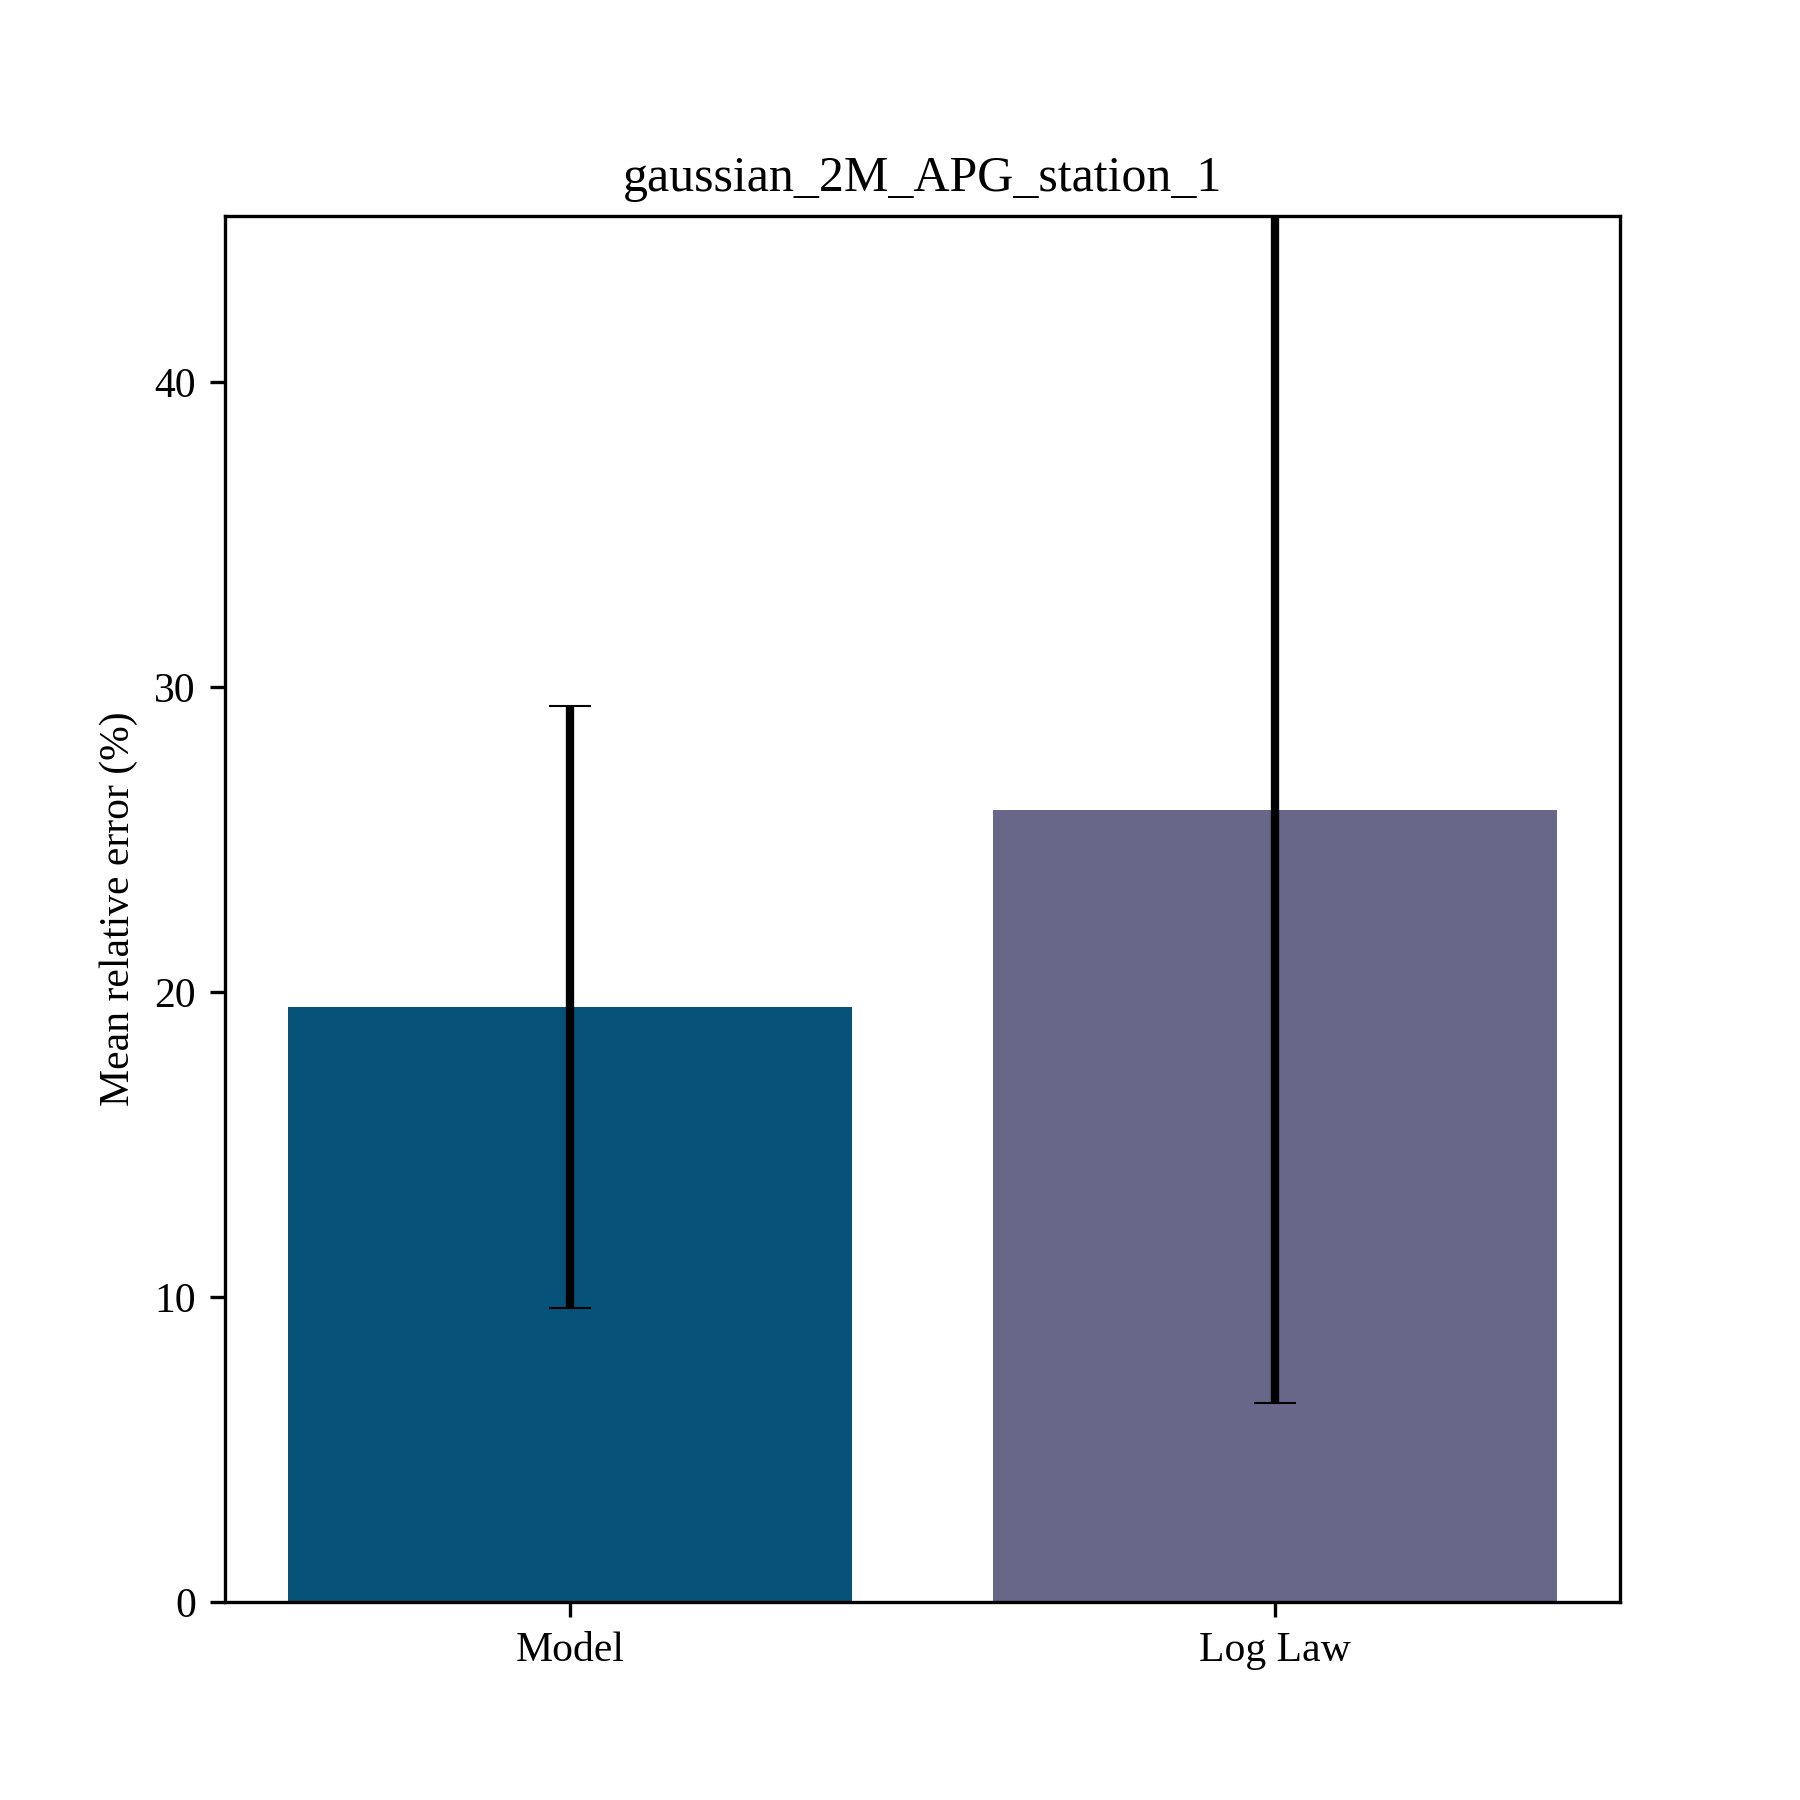 gaussian_2M_APG_station_1
Mean relative error (%)
40
30
20
10
0
Model
Log Law